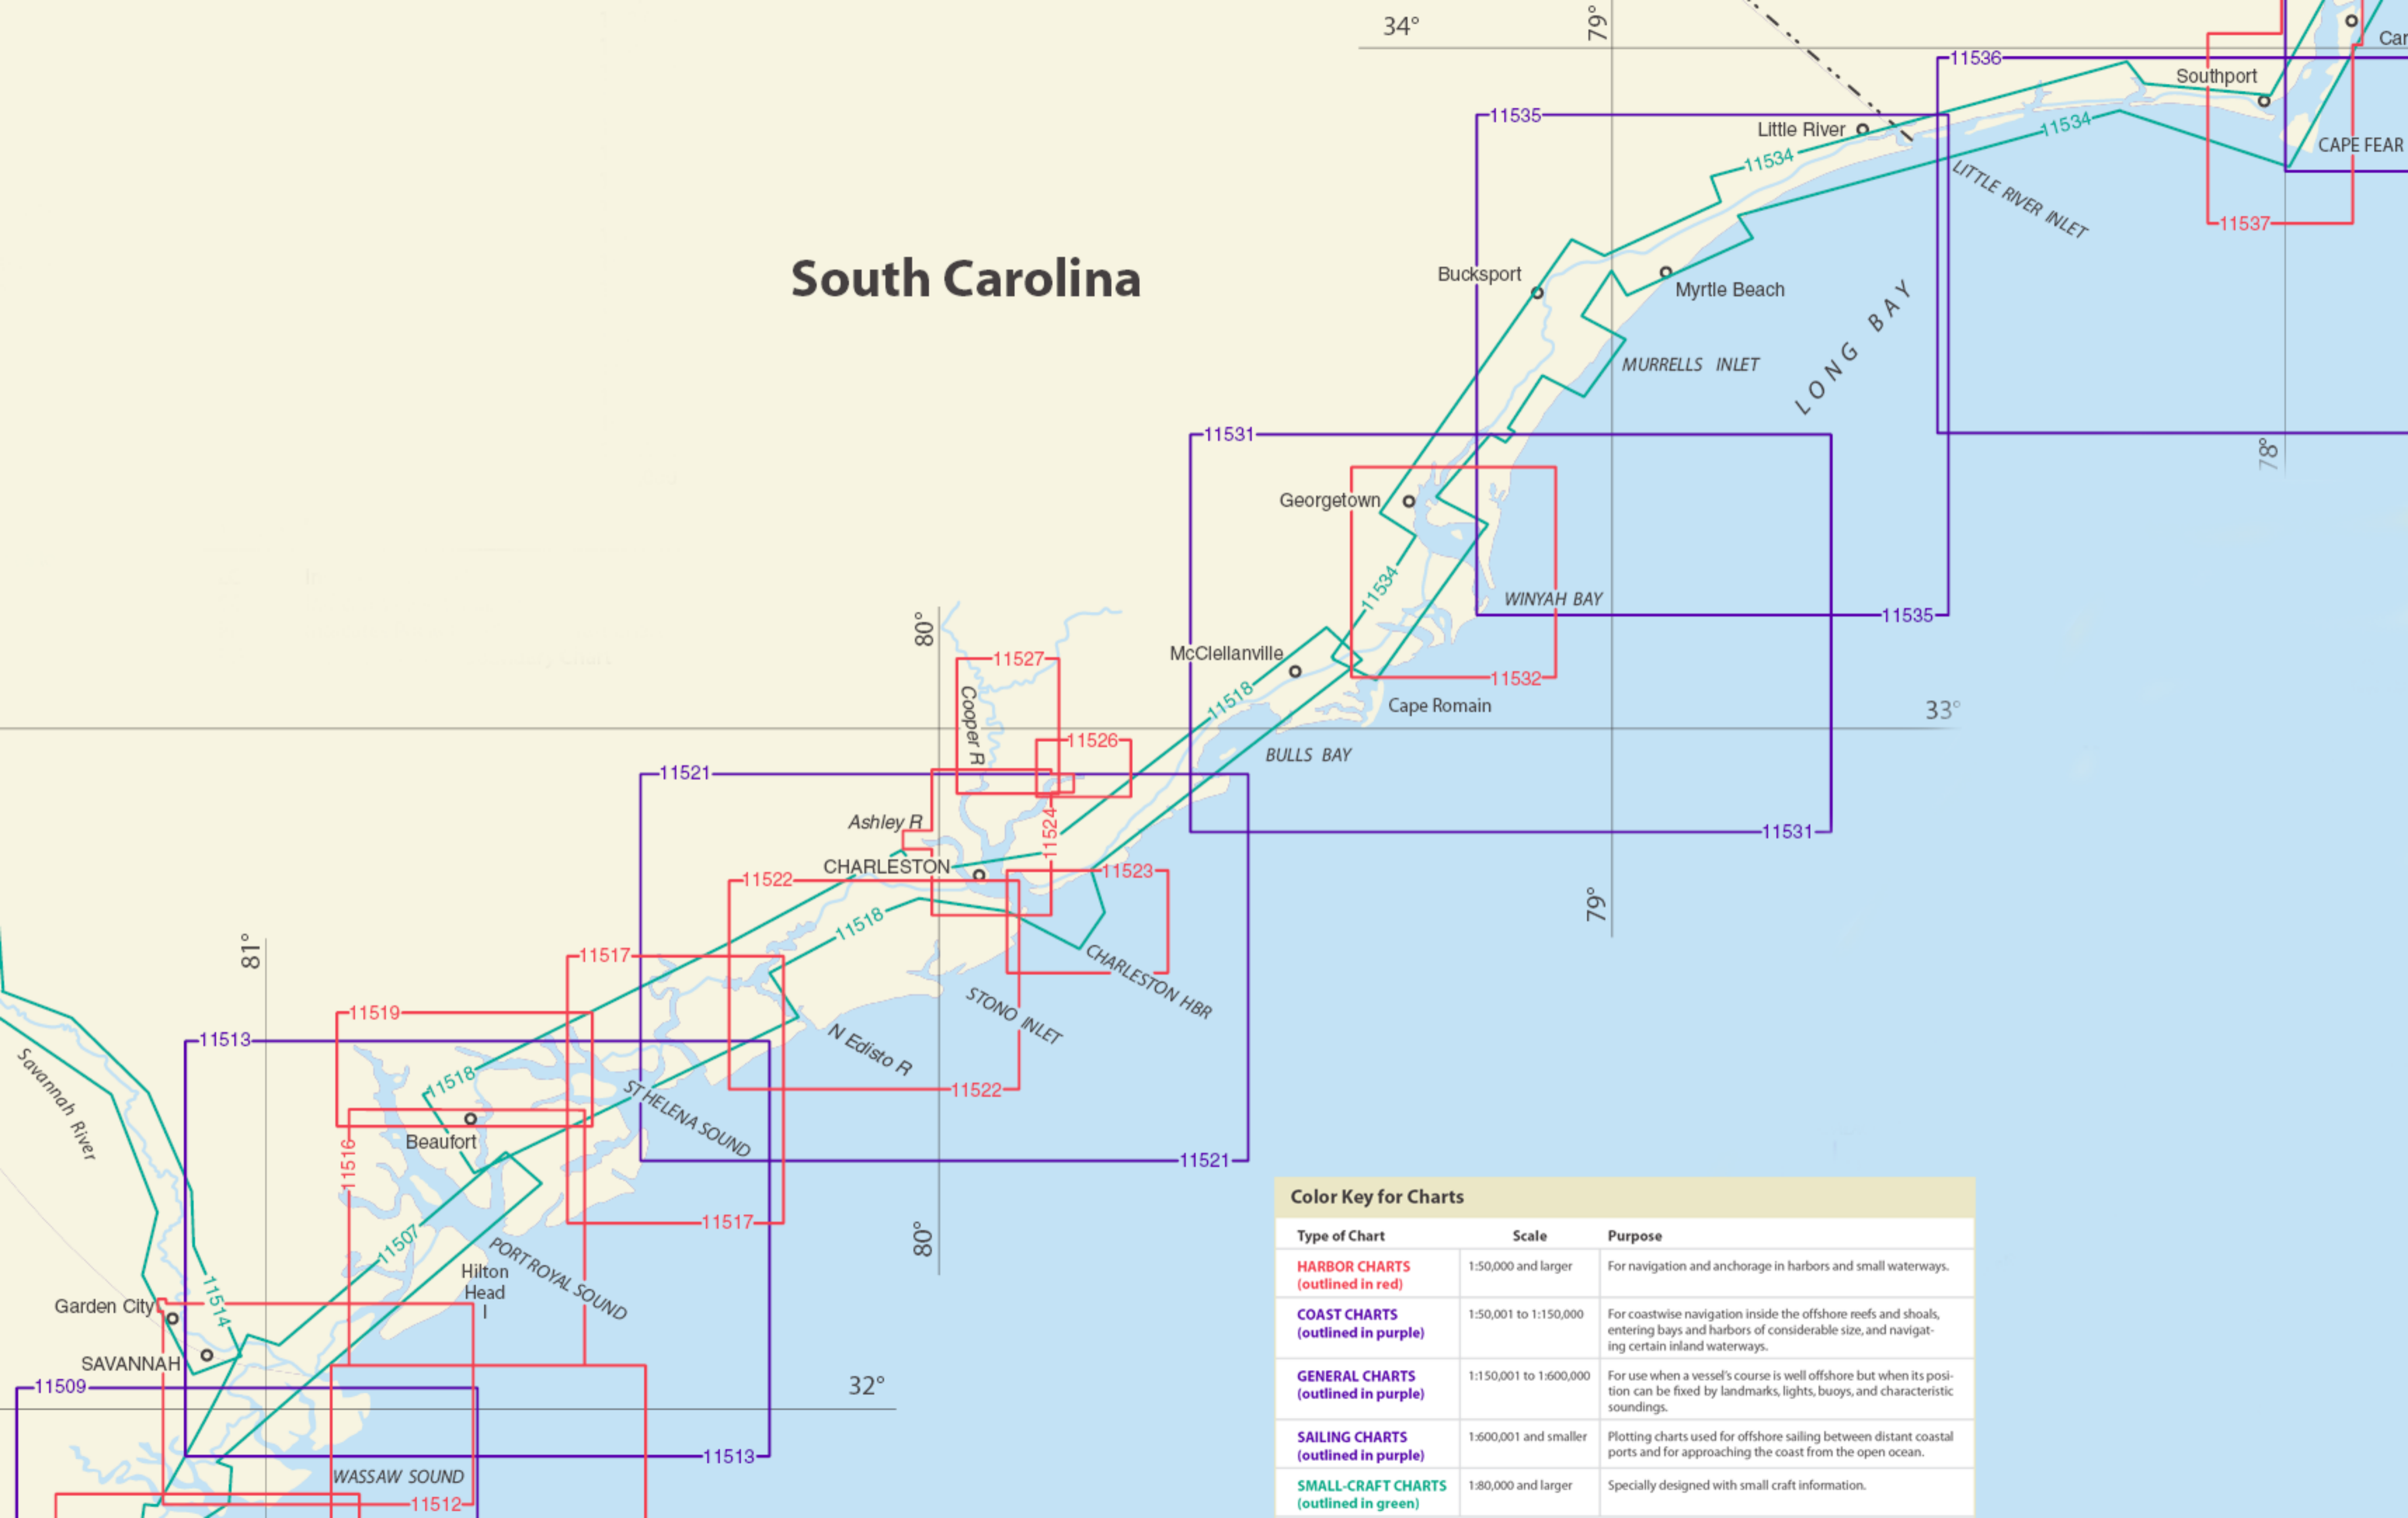 34°
79°
Car
11536
Southport
11535
Little River
11534
11534
CAPE FEAR
LITTLE RIVER INLET
11537
South Carolina
Bucksport
Myrtle Beach
LONG BAY
MURRELLS INLET
11531
78°
Georgetown
11534
WINYAH BAY
11535
80°
McClellanville
11527
11532
11518
Cooper R
Cape Romain
33°
11526
BULLS BAY
11521
Ashley R
11524
11531
CHARLESTON
11523
11522
79°
11518
81°
11517
CHARLESTON HBR
STONO INLET
11519
11513
N Edisto R
Savannah River
11518
11522
ST HELENA SOUND
Beaufort
11516
11521
11517
11507
80°
PORT ROYAL SOUND
Hilton
Head
I
11514
Garden City
SAVANNAH
11509
32°
11513
WASSAW SOUND
11512
Color Key for Charts
Type of Chart Scale Purpose
HARBOR CHARTS 1:50,000 and larger For navigation and anchorage in harbors and small waterways.
(outlined in red)
COAST CHARTS 1:50,001 to 1:150,000 For coastwise navigation inside the offshore reefs and shoals,
(outlined in purple) entering bays and harbors of considerable size, and navigat-
ing certain inland waterways.
GENERAL CHARTS 1:150,001 to 1:600,000 For use when a vessel's course is well offshore but when its posi-
(outlined in purple) tion can be fixed by landmarks, lights, buoys, and characteristic
soundings.
SAILING CHARTS 1:600,001 and smaller Plotting charts used for offshore sailing between distant coastal
(outlined in purple) ports and for approaching the coast from the open ocean.
SMALL-CRAFT CHARTS 1:80,000 and larger Specially designed with small craft information.
(outlined in green)